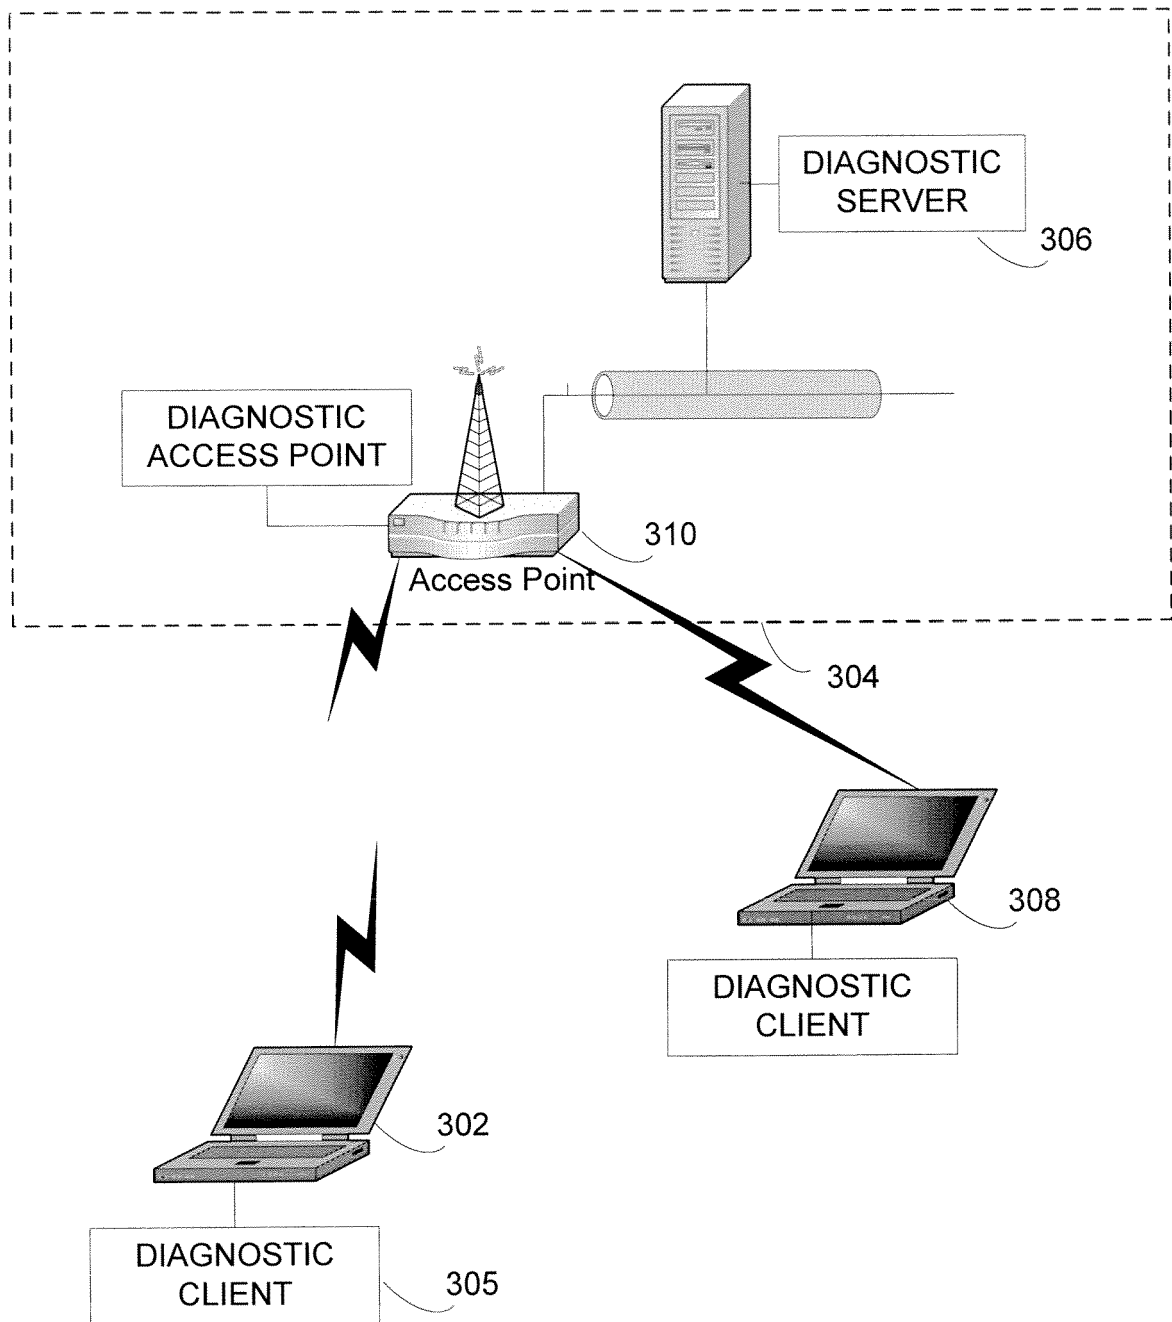 DIAGNOSTIC
SERVER
306
DIAGNOSTIC
ACCESS POINT
310
Access Point
304
308
DIAGNOSTIC
CLIENT
302
DIAGNOSTIC
CLIENT
305